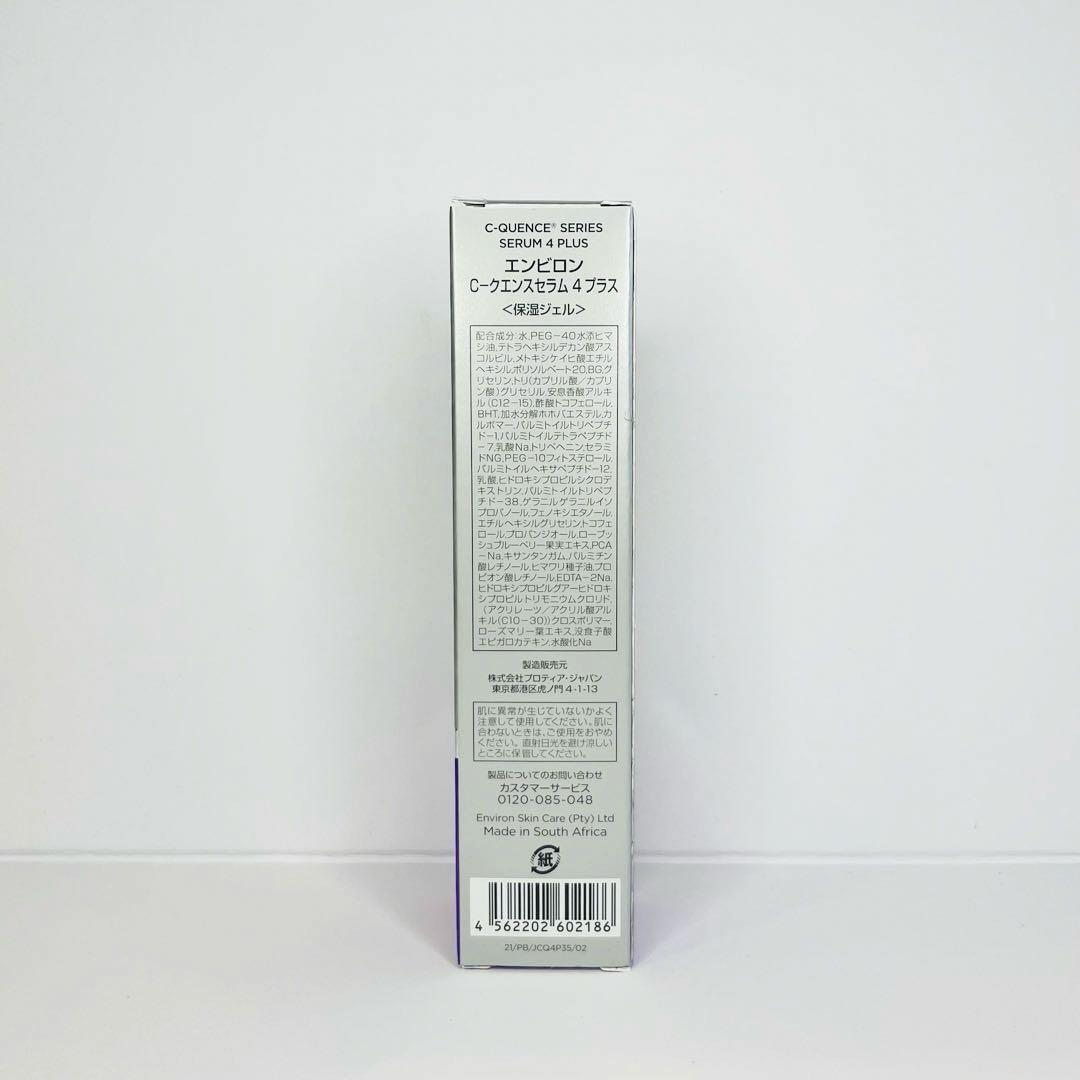 C-QUENCE® SERIES
SERUM 4 PLUS
エンビロン
C-クエンスセラム 4 プラス
<保湿ジェル>
配合成分:水,PEG-40水添ヒマ
シ油,テトラヘキシルデカン酸アス
コルビル,メトキシケイヒ酸エチル
ヘキシル,ポリソルベート20,BG,グ
リセリン,トリ(カプリル酸/カプリ
ン酸)グリセリル,安息香酸アルキ
ル(C12-15),酢酸トコフェロール,
BHT,加水分解ホホバエステル,カ
ルボマー,パルミトイルトリペプチ
ド-1,パルミトイルテトラペプチド
-7,乳酸Na,トリベヘニン,セラミ
ドNG,PEG-10フィトステロール,
パルミトイルヘキサペプチド-12,
乳酸,ヒドロキシプロピルシクロデ
キストリン,パルミトイルトリペプ
チド-38,ゲラニルゲラニルイソ
プロパノール,フェノキシエタノール,
エチルヘキシルグリセリン,トコフェ
ロール,プロパンジオール,ローブッ
シュブルーベリー果実エキス,PCA
-Na,キサンタンガム,パルミチン
酸レチノール,ヒマワリ種子油,プロ
ピオン酸レチノール,EDTA-2Na,
ヒドロキシプロピルグアーヒドロキ
シプロピルトリモニウムクロリド,
(アクリレーツ/アクリル酸アル
キル(C10-30))クロスポリマー,
ローズマリー葉エキス,没食子酸
エピガロカテキン,水酸化Na
製造販売元
株式会社プロティア・ジャパン
東京都港区虎ノ門 4-1-13
肌に異常が生じていないかよく
注意して使用してください。肌に
合わないときは、ご使用をおやめ
ください。直射日光を避け涼しい
ところに保管してください。
製品についてのお問い合わせ
カスタマーサービス
0120-085-048
Environ Skin Care (Pty) Ltd
Made in South Africa
紙
4 562202 602186
21/PB/JCQ4P35/02